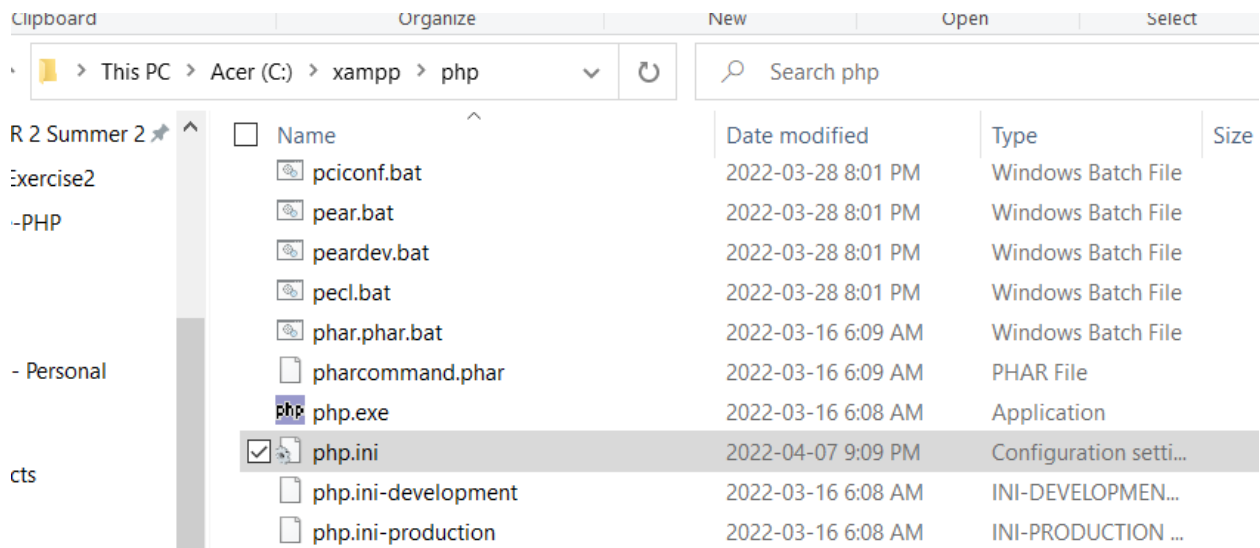 Clipboard Organize New Open Select
This PC > Acer (C:) > xampp > php Search php
R 2 Summer 2
Exercise2
-PHP
- Personal
cts
Name Date modified Type Size
pciconf.bat 2022-03-28 8:01 PM Windows Batch File
pear.bat 2022-03-28 8:01 PM Windows Batch File
peardev.bat 2022-03-28 8:01 PM Windows Batch File
pecl.bat 2022-03-28 8:01 PM Windows Batch File
phar.phar.bat 2022-03-16 6:09 AM Windows Batch File
pharcommand.phar 2022-03-16 6:09 AM PHAR File
php php.exe 2022-03-16 6:08 AM Application
php.ini 2022-04-07 9:09 PM Configuration setti...
php.ini-development 2022-03-16 6:08 AM INI-DEVELOPMEN...
php.ini-production 2022-03-16 6:08 AM INI-PRODUCTION ...